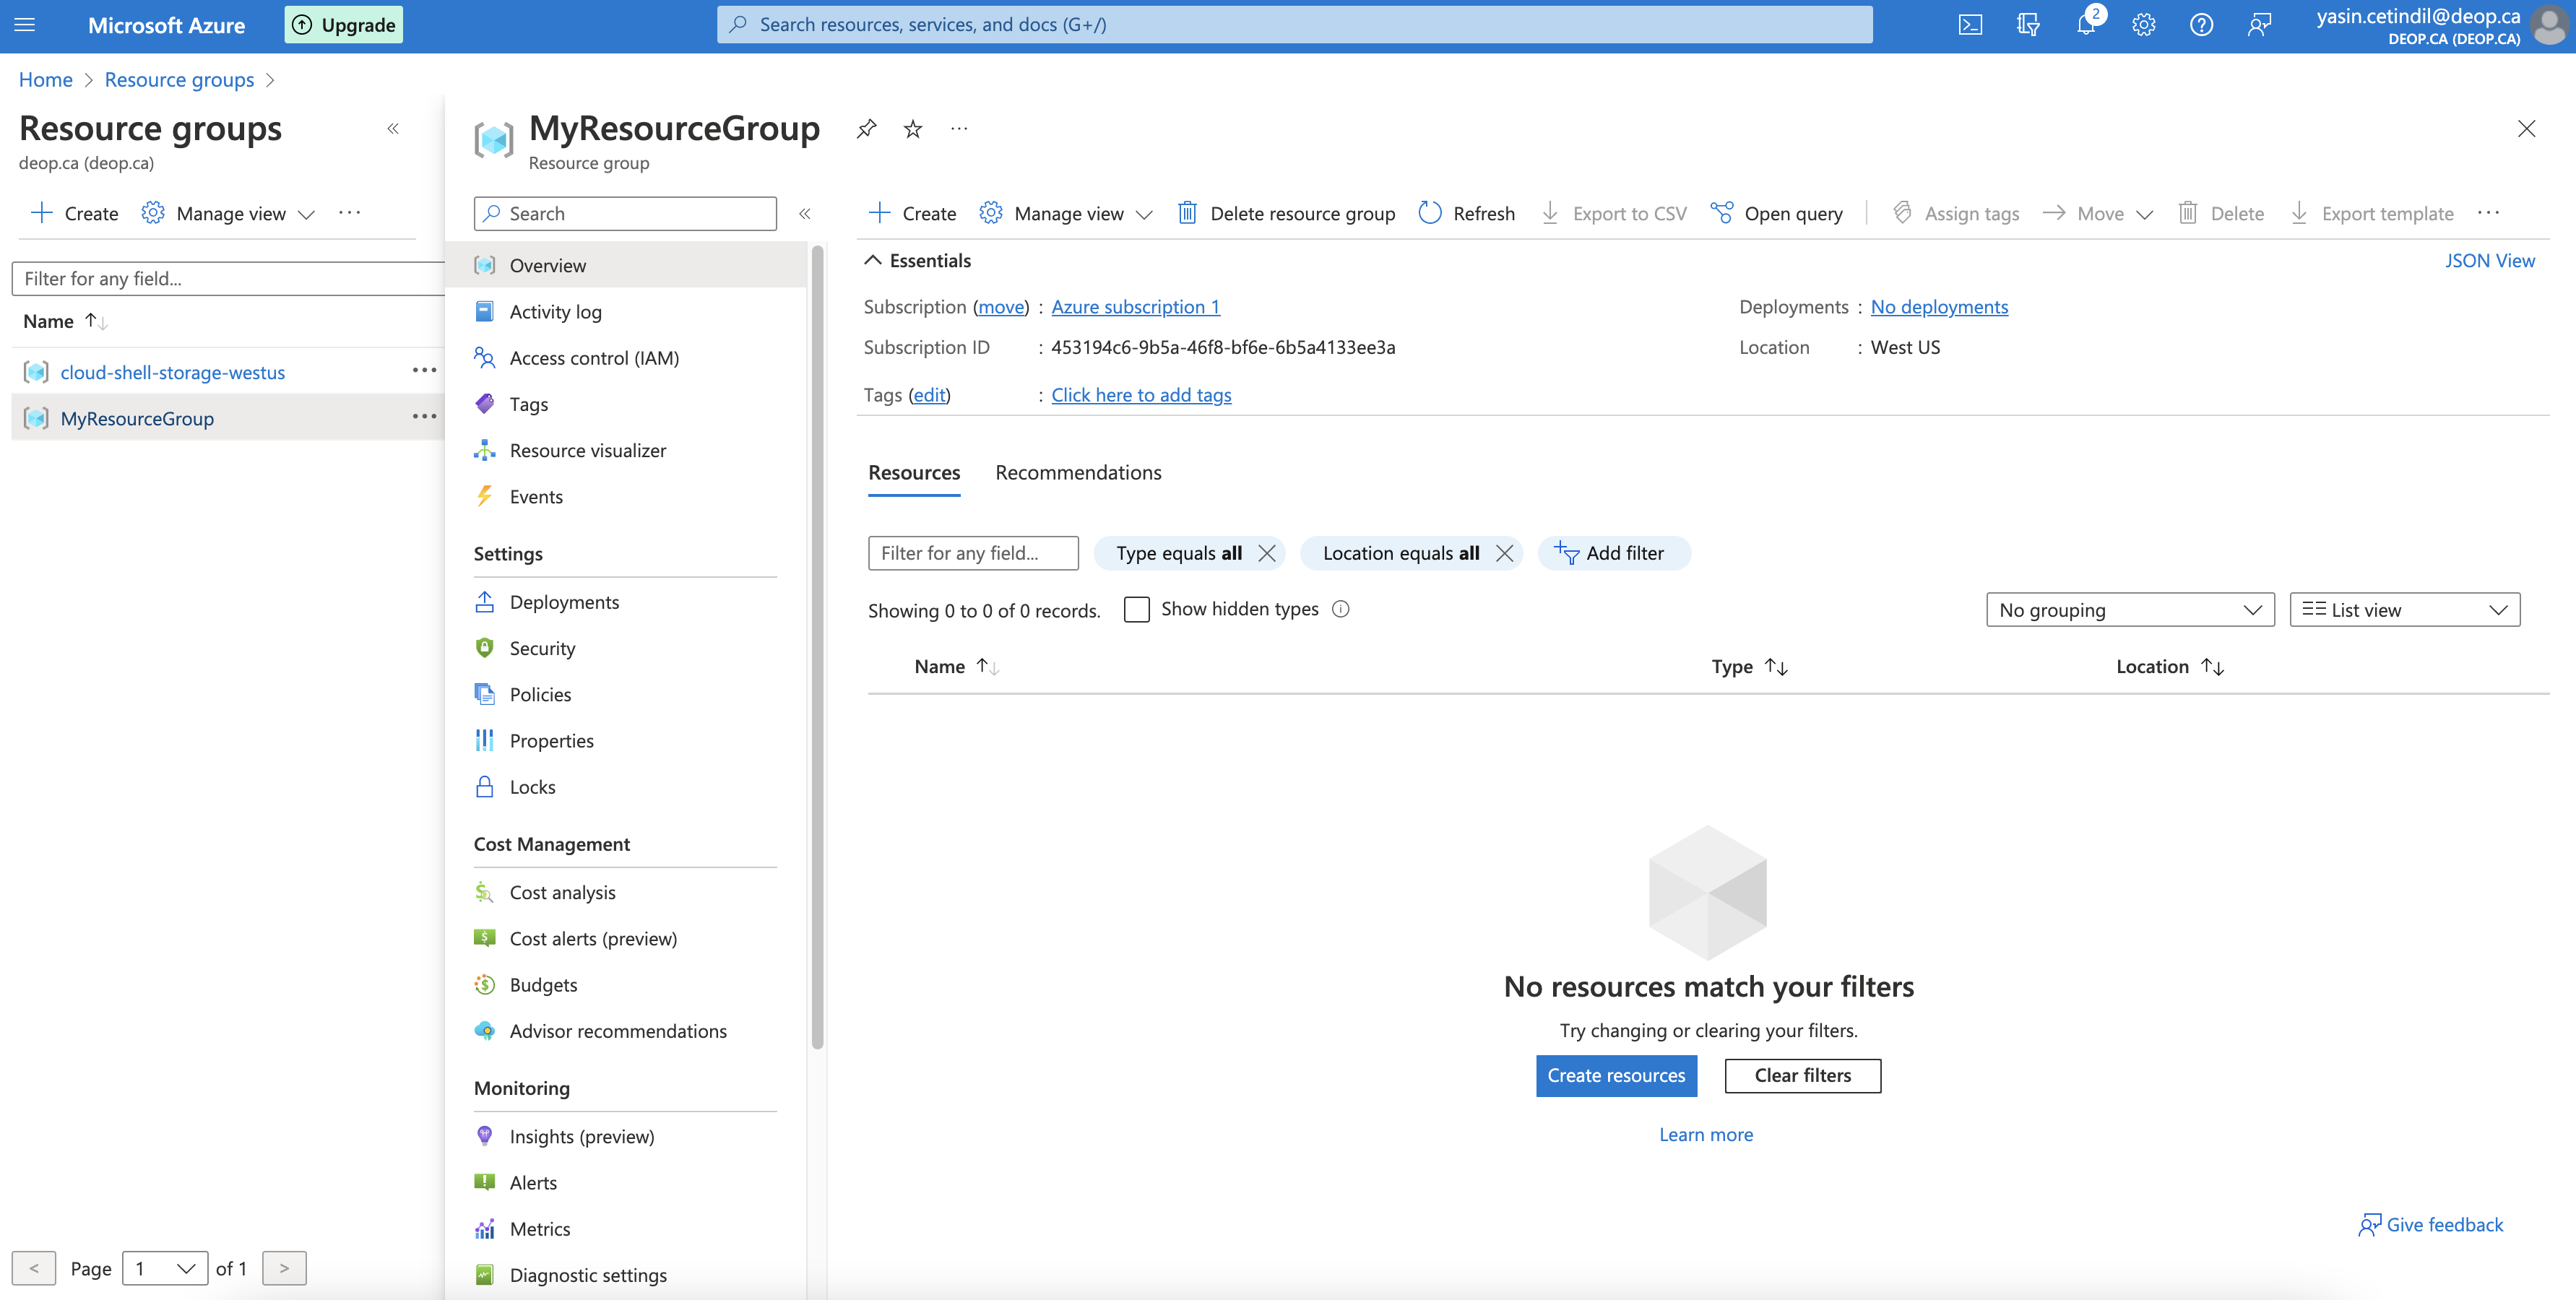 Microsoft Azure
Upgrade
Search resources, services, and docs (G+/)
2
yasin.cetindil@deop.ca
DEOP.CA (DEOP.CA)
Home > Resource groups >
Resource groups
deop.ca (deop.ca)
Create
Manage view
Filter for any field...
Name
cloud-shell-storage-westus
MyResourceGroup
Page 1 of 1
MyResourceGroup
Resource group
Search
Overview
Activity log
Access control (IAM)
Tags
Resource visualizer
Events
Settings
Deployments
Security
Policies
Properties
Locks
Cost Management
Cost analysis
Cost alerts (preview)
Budgets
Advisor recommendations
Monitoring
Insights (preview)
Alerts
Metrics
Diagnostic settings
Create Manage view Delete resource group Refresh Export to CSV Open query Assign tags Move Delete Export template
Essentials
JSON View
Subscription (move) : Azure subscription 1
Deployments : No deployments
Subscription ID : 453194c6-9b5a-46f8-bf6e-6b5a4133ee3a
Location : West US
Tags (edit) : Click here to add tags
Resources Recommendations
Filter for any field... Type equals all Location equals all Add filter
Showing 0 to 0 of 0 records. Show hidden types No grouping List view
Name Type Location
No resources match your filters
Try changing or clearing your filters.
Create resources Clear filters
Learn more
Give feedback